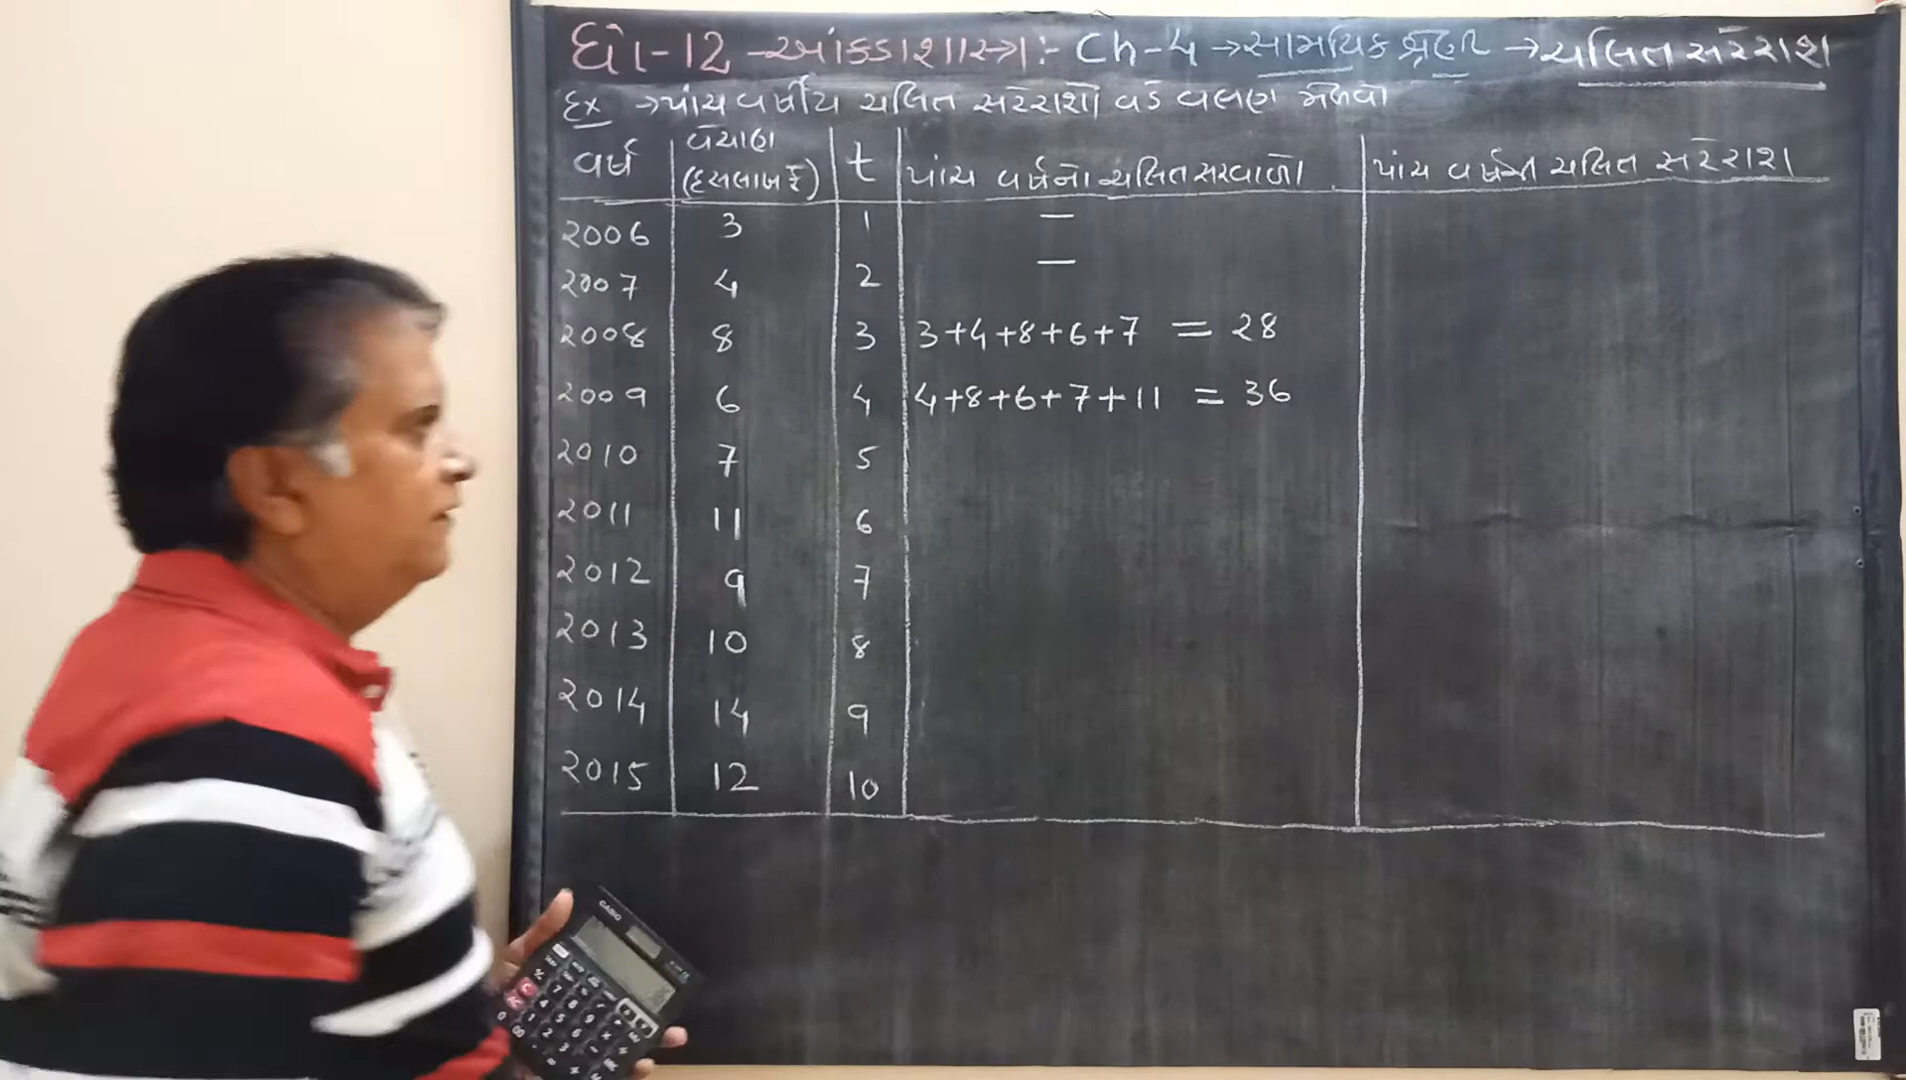 ધો-12 - આંકડાશાસ્ત્ર :- Ch-4 → સામયિક શ્રેણી → ચલિત સરેરાશ
Ex → પાંચ વર્ષીય ચલિત સરેરાશો વડે વલણ મેળવો
વર્ષ વેચાણ (દસ લાખ રૂ) t પાંચ વર્ષનો ચલિત સરવાળો પાંચ વર્ષની ચલિત સરેરાશ
2006 3 1 —
2007 4 2 —
2008 8 3 3+4+8+6+7 = 28
2009 6 4 4+8+6+7+11 = 36
2010 7 5
2011 11 6
2012 9 7
2013 10 8
2014 14 9
2015 12 10
CASIO